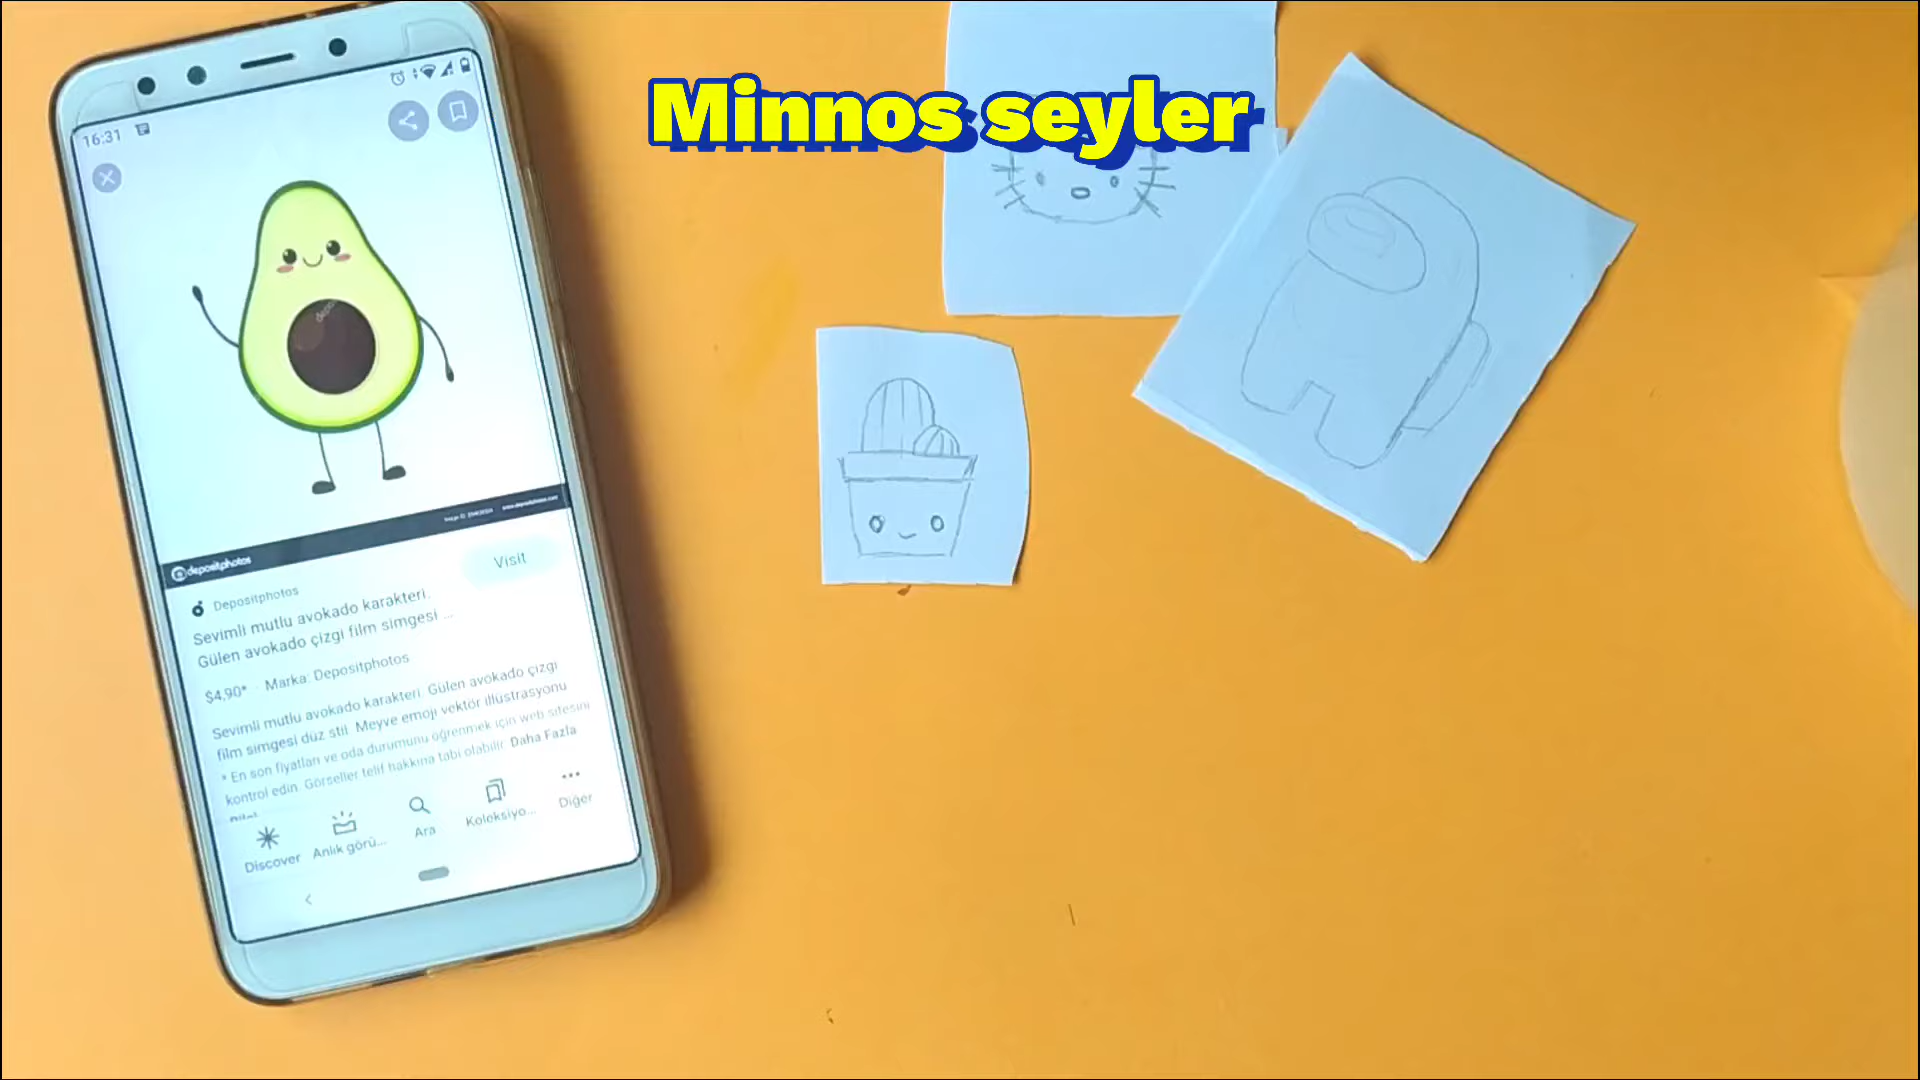 Minnos seyler
16:31
depositphotos
Visit
Depositphotos
Sevimli mutlu avokado karakteri.
Gülen avokado çizgi film simgesi ...
$4,90* · Marka: Depositphotos
Sevimli mutlu avokado karakteri. Gülen avokado çizgi
film simgesi düz stil. Meyve emoji vektör illüstrasyonu
* En son fiyatları ve oda durumunu öğrenmek için web sitesini
kontrol edin. Görseller telif hakkına tabi olabilir. Daha Fazla
Discover
Anlık görü...
Ara
Koleksiyo...
Diğer